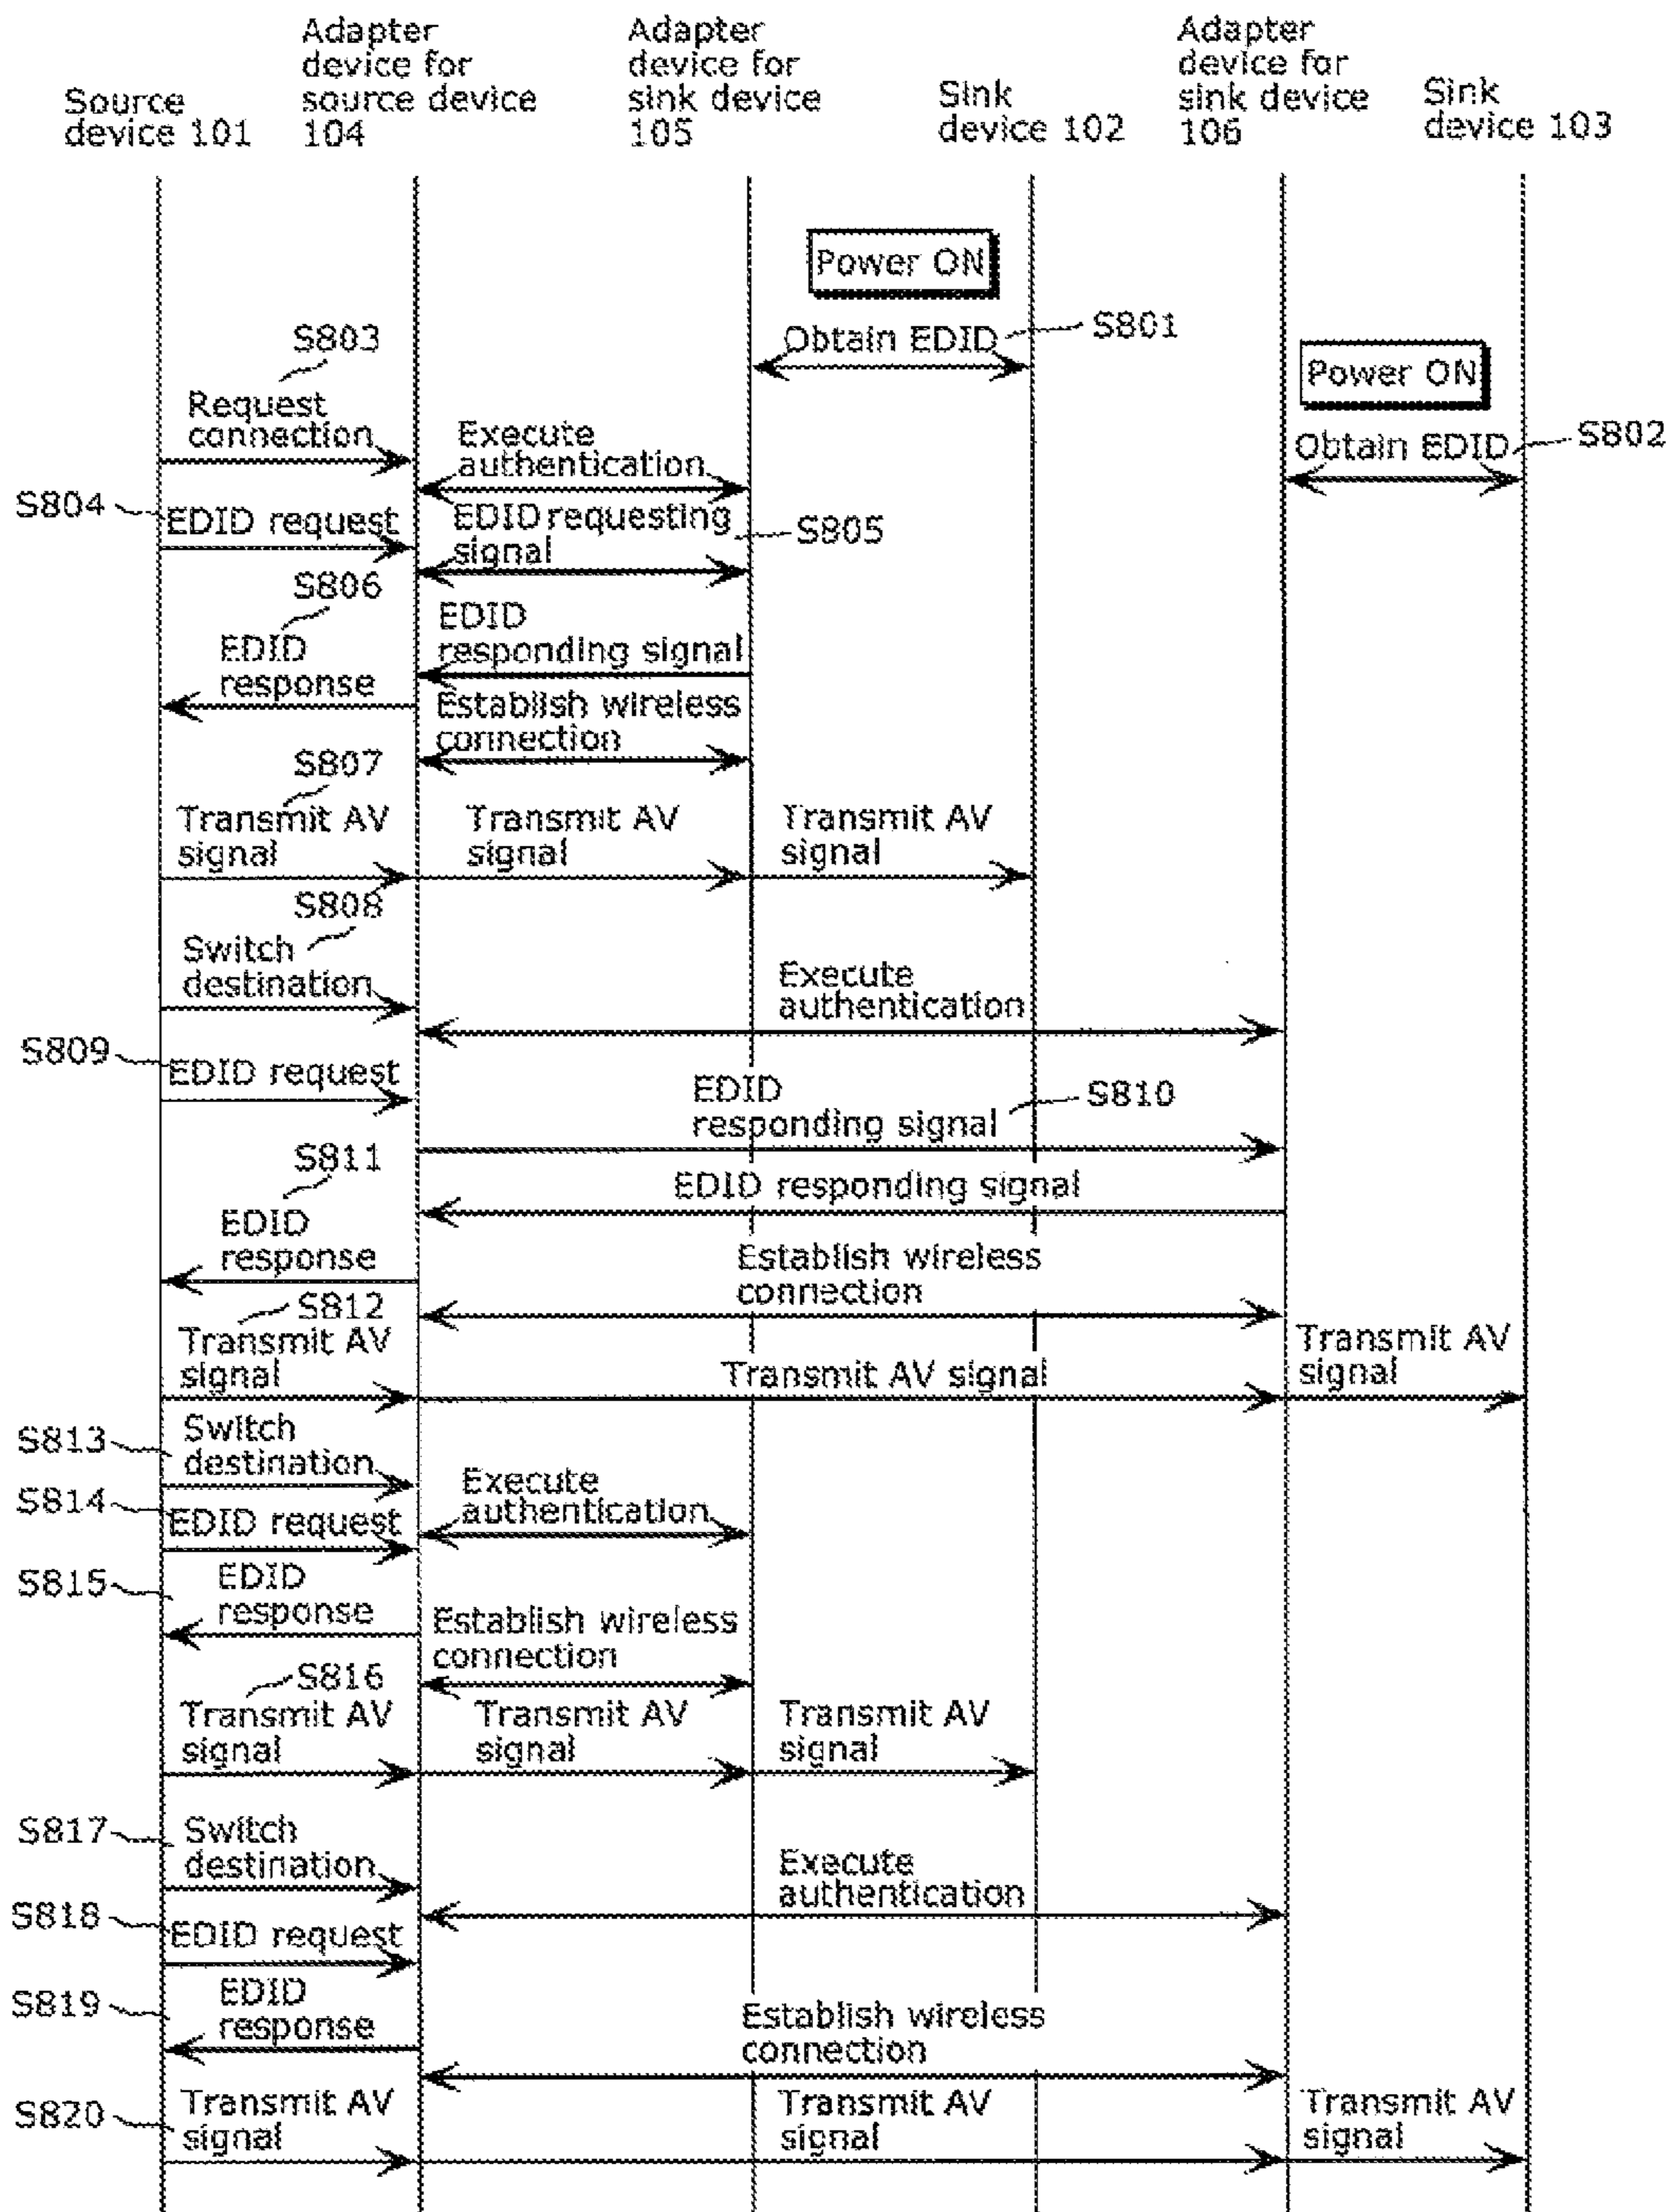 Source
device 101
Adapter
device for
source device
104
Adapter
device for
sink device
105
Sink
device 102
Adapter
device for
sink device
106
Sink
device 103
Power ON
S803
Obtain EDID
S801
Power ON
Request
connection
Execute
authentication
Obtain EDID
S802
S804
EDID request
EDID requesting
signal
S805
S806
EDID
responding signal
EDID
response
Establish wireless
connection
S807
Transmit AV
signal
Transmit AV
signal
Transmit AV
signal
S808
Switch
destination
Execute
authentication
S809
EDID request
EDID
responding signal
S810
S811
EDID responding signal
EDID
response
Establish wireless
connection
S812
Transmit AV
signal
Transmit AV signal
Transmit AV
signal
S813
Switch
destination
Execute
authentication
S814
EDID request
S815
EDID
response
Establish wireless
connection
S816
Transmit AV
signal
Transmit AV
signal
Transmit AV
signal
S817
Switch
destination
Execute
authentication
S818
EDID request
S819
EDID
response
Establish wireless
connection
S820
Transmit AV
signal
Transmit AV
signal
Transmit AV
signal